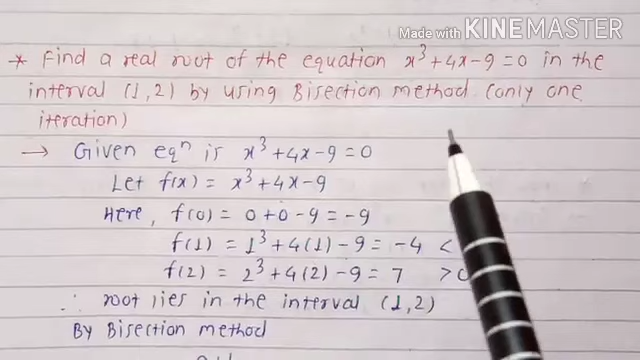 Made with KINEMASTER
* Find a real root of the equation x³+4x-9=0 in the
interval (1,2) by using Bisection method (only one
iteration)
→ Given eqⁿ is x³+4x-9=0
Let f(x) = x³+4x-9
Here, f(0) = 0+0-9 = -9
f(1) = 1³+4(1)-9 = -4 <
f(2) = 2³+4(2)-9 = 7 >0
∴ root lies in the interval (1,2)
By Bisection method